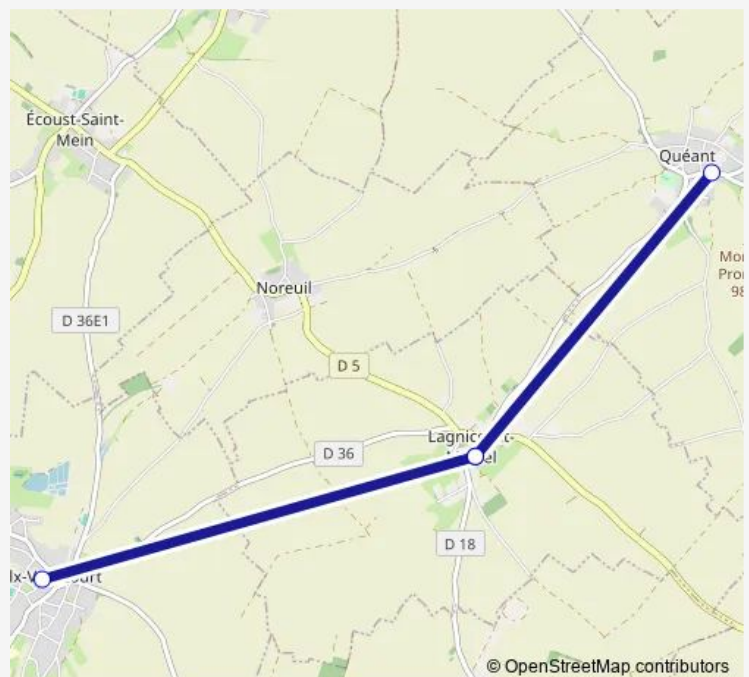 Écoust-Saint-
Mein
Quéant
Noreuil
D 36E1
D 5
D 36
D 18
© OpenStreetMap contributors